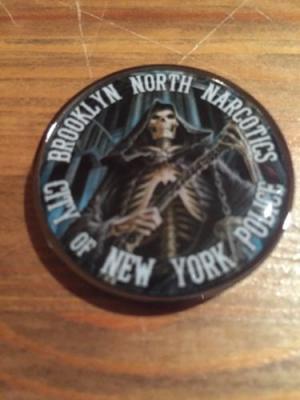 BROOKLYN NORTH NARCOTICS
CITY OF NEW YORK POLICE